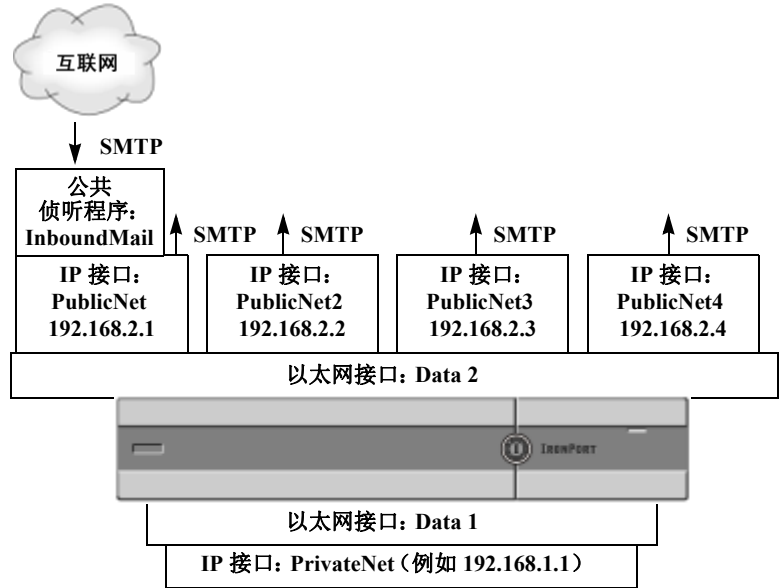 互联网
SMTP
公共
侦听程序：
InboundMail
SMTP
SMTP
SMTP
SMTP
IP 接口：
PublicNet
192.168.2.1
IP 接口：
PublicNet2
192.168.2.2
IP 接口：
PublicNet3
192.168.2.3
IP 接口：
PublicNet4
192.168.2.4
以太网接口：Data 2
IRONPORT
以太网接口：Data 1
IP 接口：PrivateNet（例如 192.168.1.1）